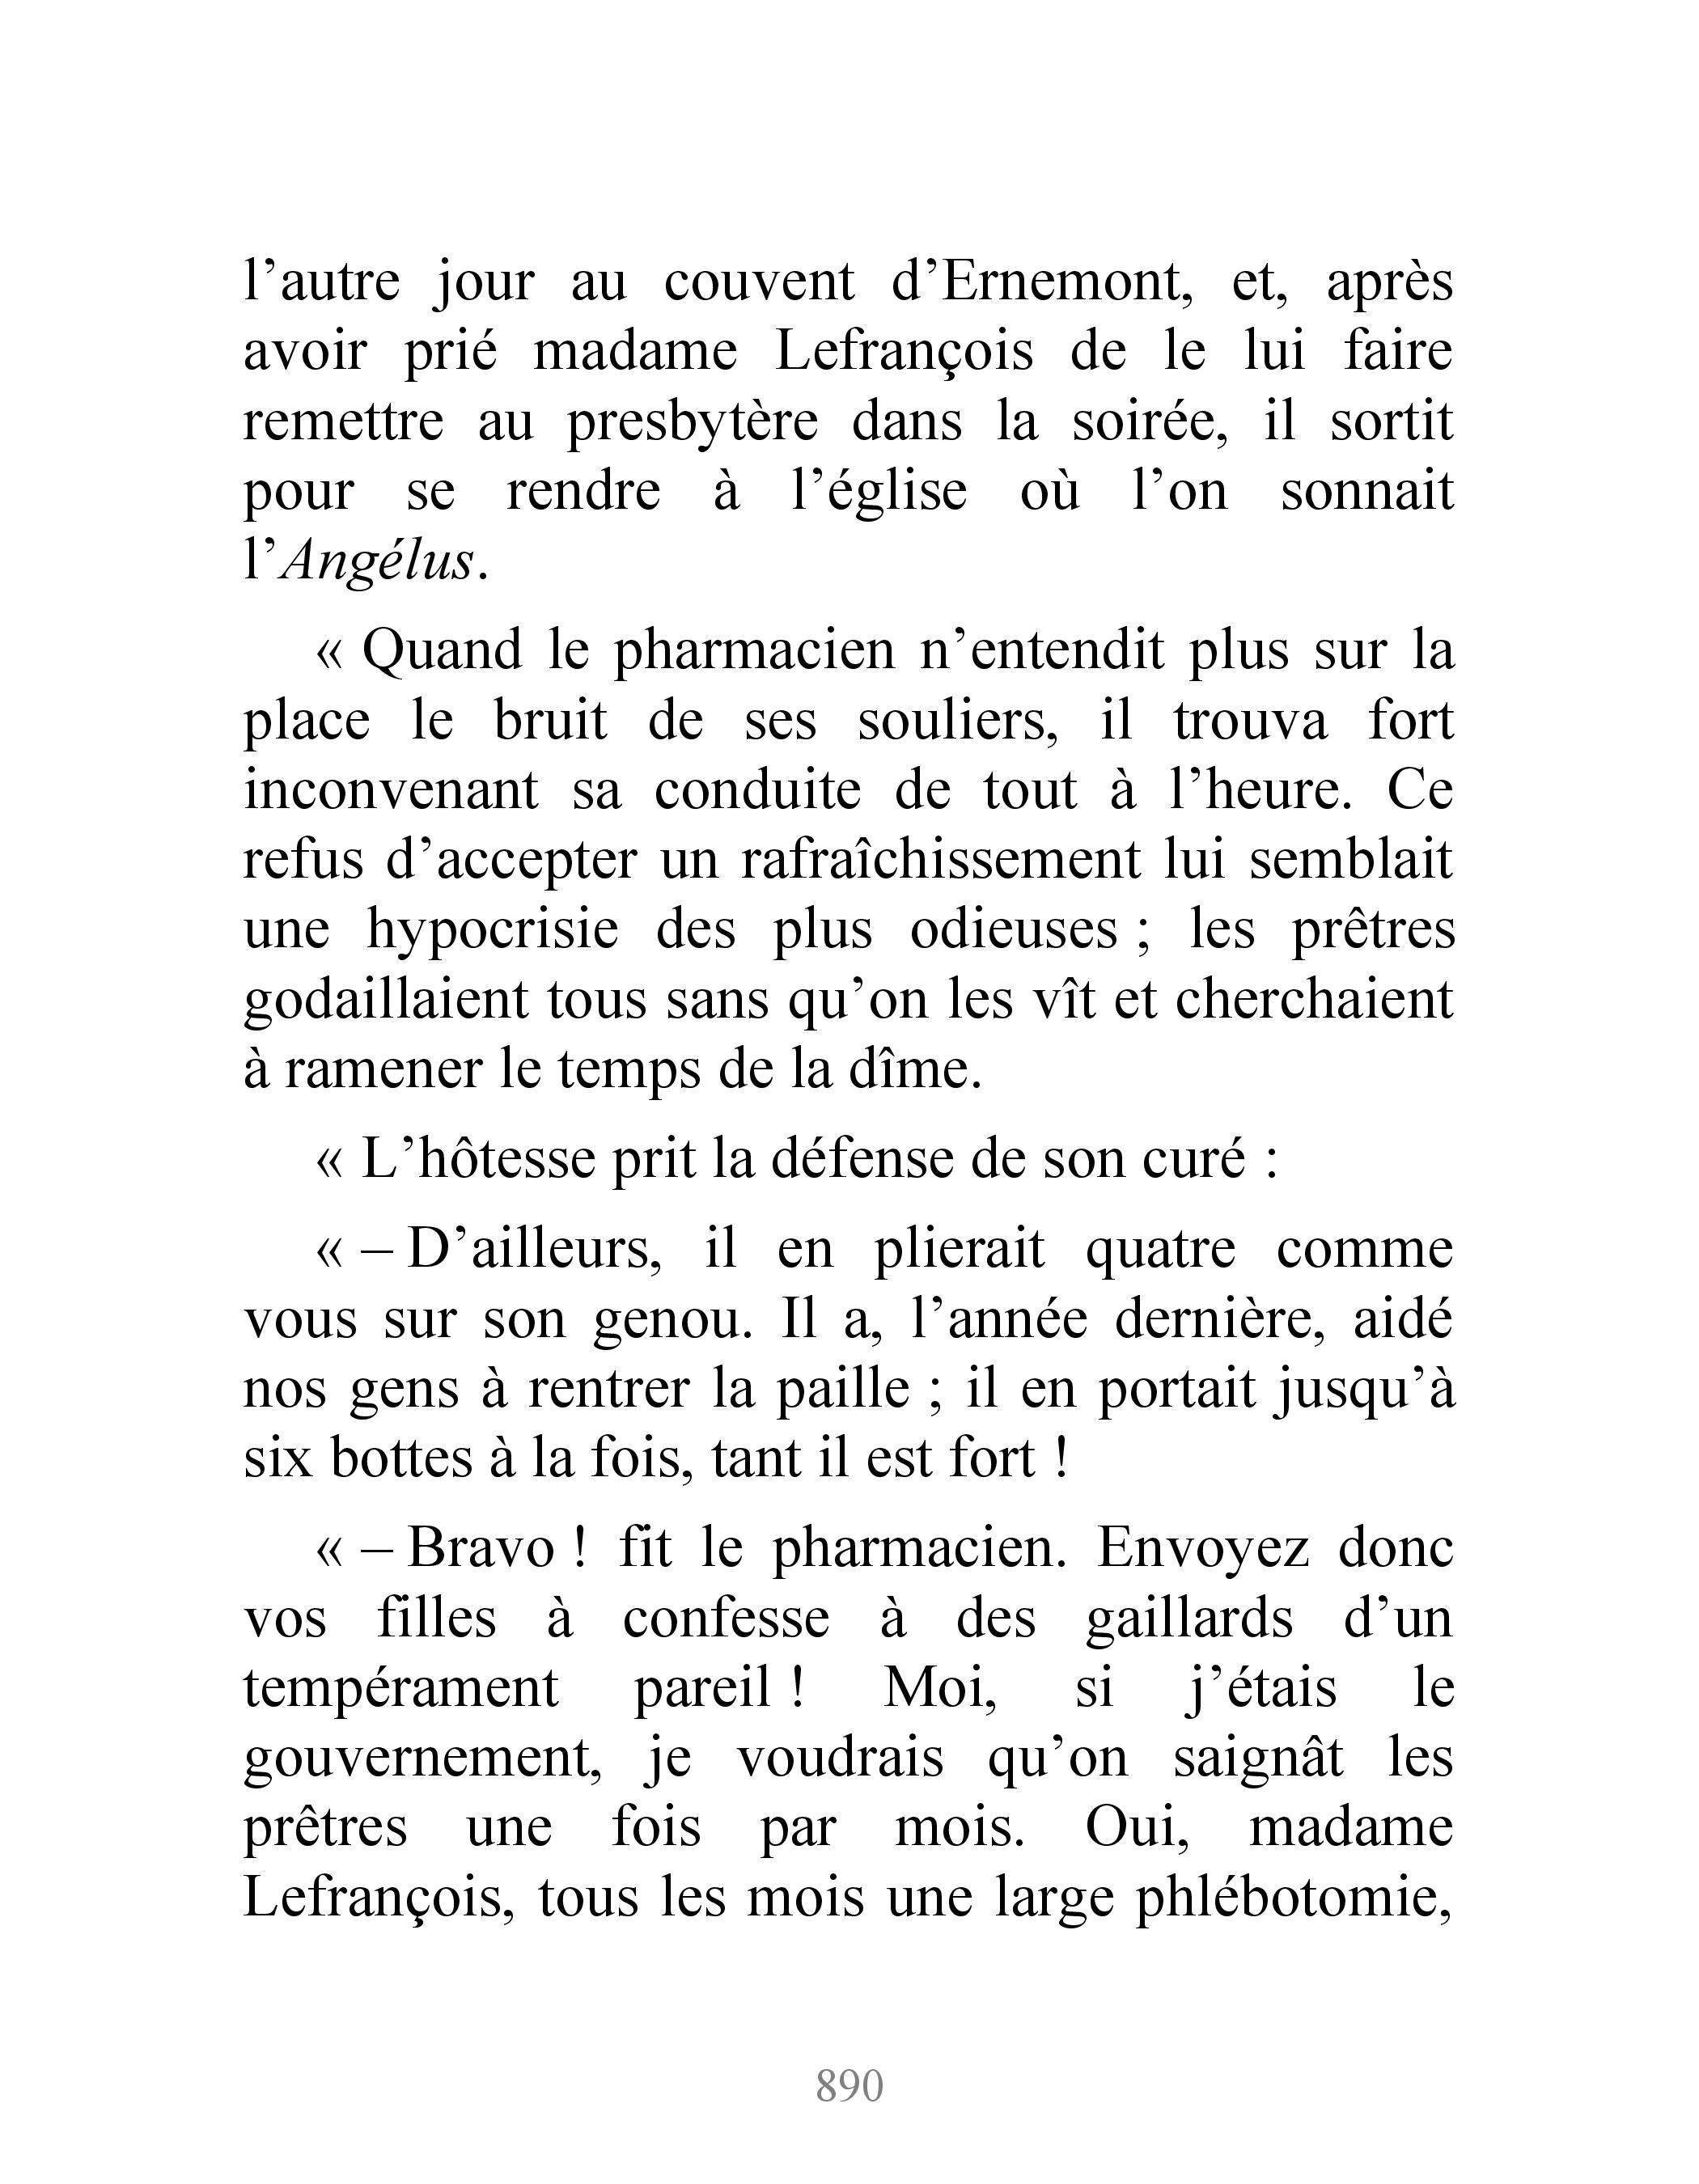 l’autre jour au couvent d’Ernemont, et, après
avoir prié madame Lefrançois de le lui faire
remettre au presbytère dans la soirée, il sortit
pour se rendre à l’église où l’on sonnait
l’Angélus.
« Quand le pharmacien n’entendit plus sur la
place le bruit de ses souliers, il trouva fort
inconvenant sa conduite de tout à l’heure. Ce
refus d’accepter un rafraîchissement lui semblait
une hypocrisie des plus odieuses ; les prêtres
godaillaient tous sans qu’on les vît et cherchaient
à ramener le temps de la dîme.
« L’hôtesse prit la défense de son curé :
« – D’ailleurs, il en plierait quatre comme
vous sur son genou. Il a, l’année dernière, aidé
nos gens à rentrer la paille ; il en portait jusqu’à
six bottes à la fois, tant il est fort !
« – Bravo ! fit le pharmacien. Envoyez donc
vos filles à confesse à des gaillards d’un
tempérament pareil ! Moi, si j’étais le
gouvernement, je voudrais qu’on saignât les
prêtres une fois par mois. Oui, madame
Lefrançois, tous les mois une large phlébotomie,
890